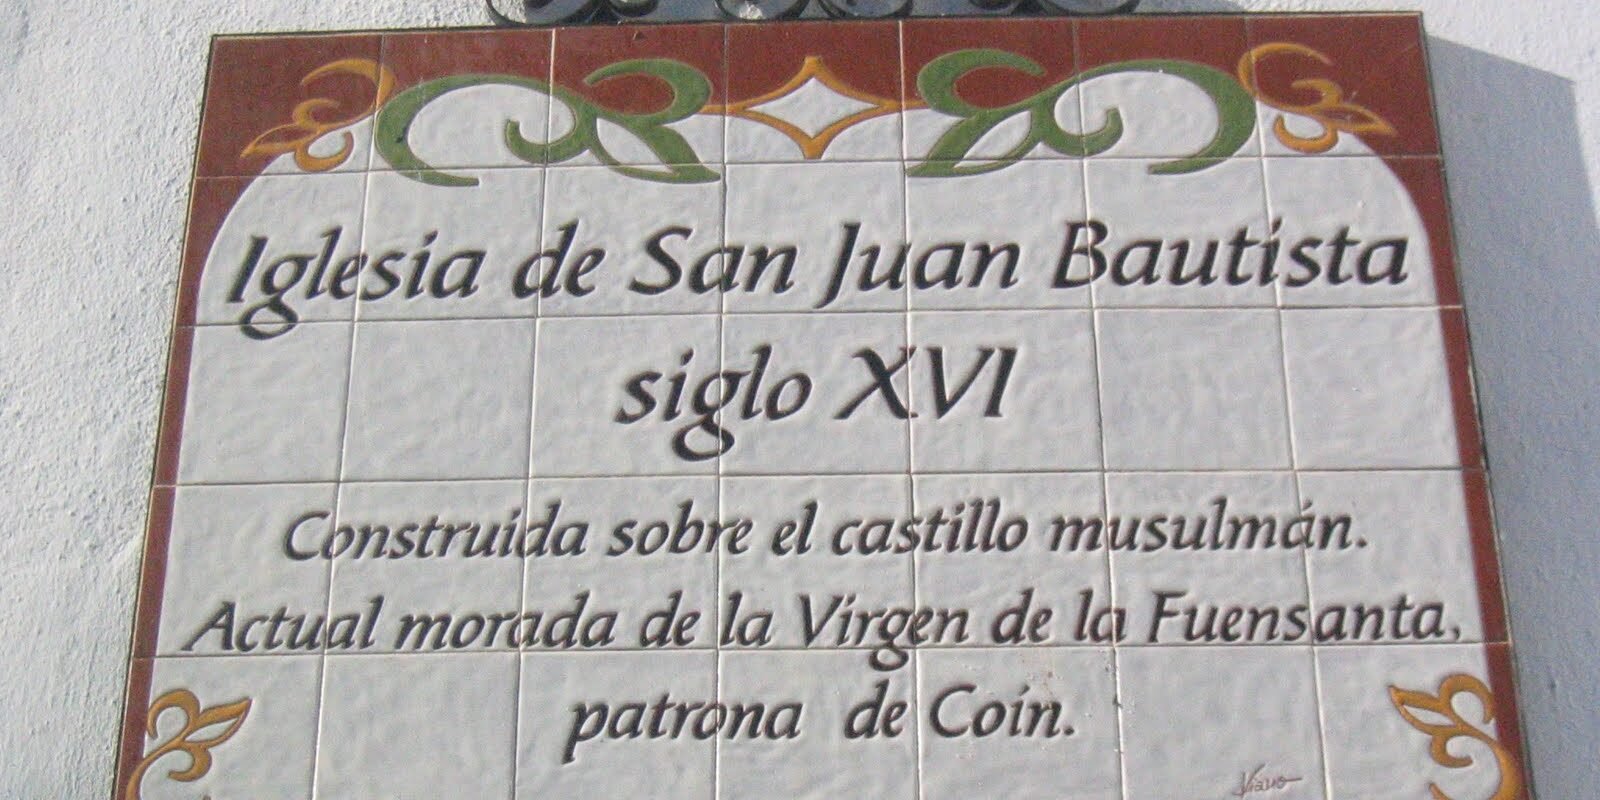 Iglesia de San Juan Bautista
siglo XVI
Construida sobre el castillo musulmán.
Actual morada de la Virgen de la Fuensanta,
patrona de Coín.